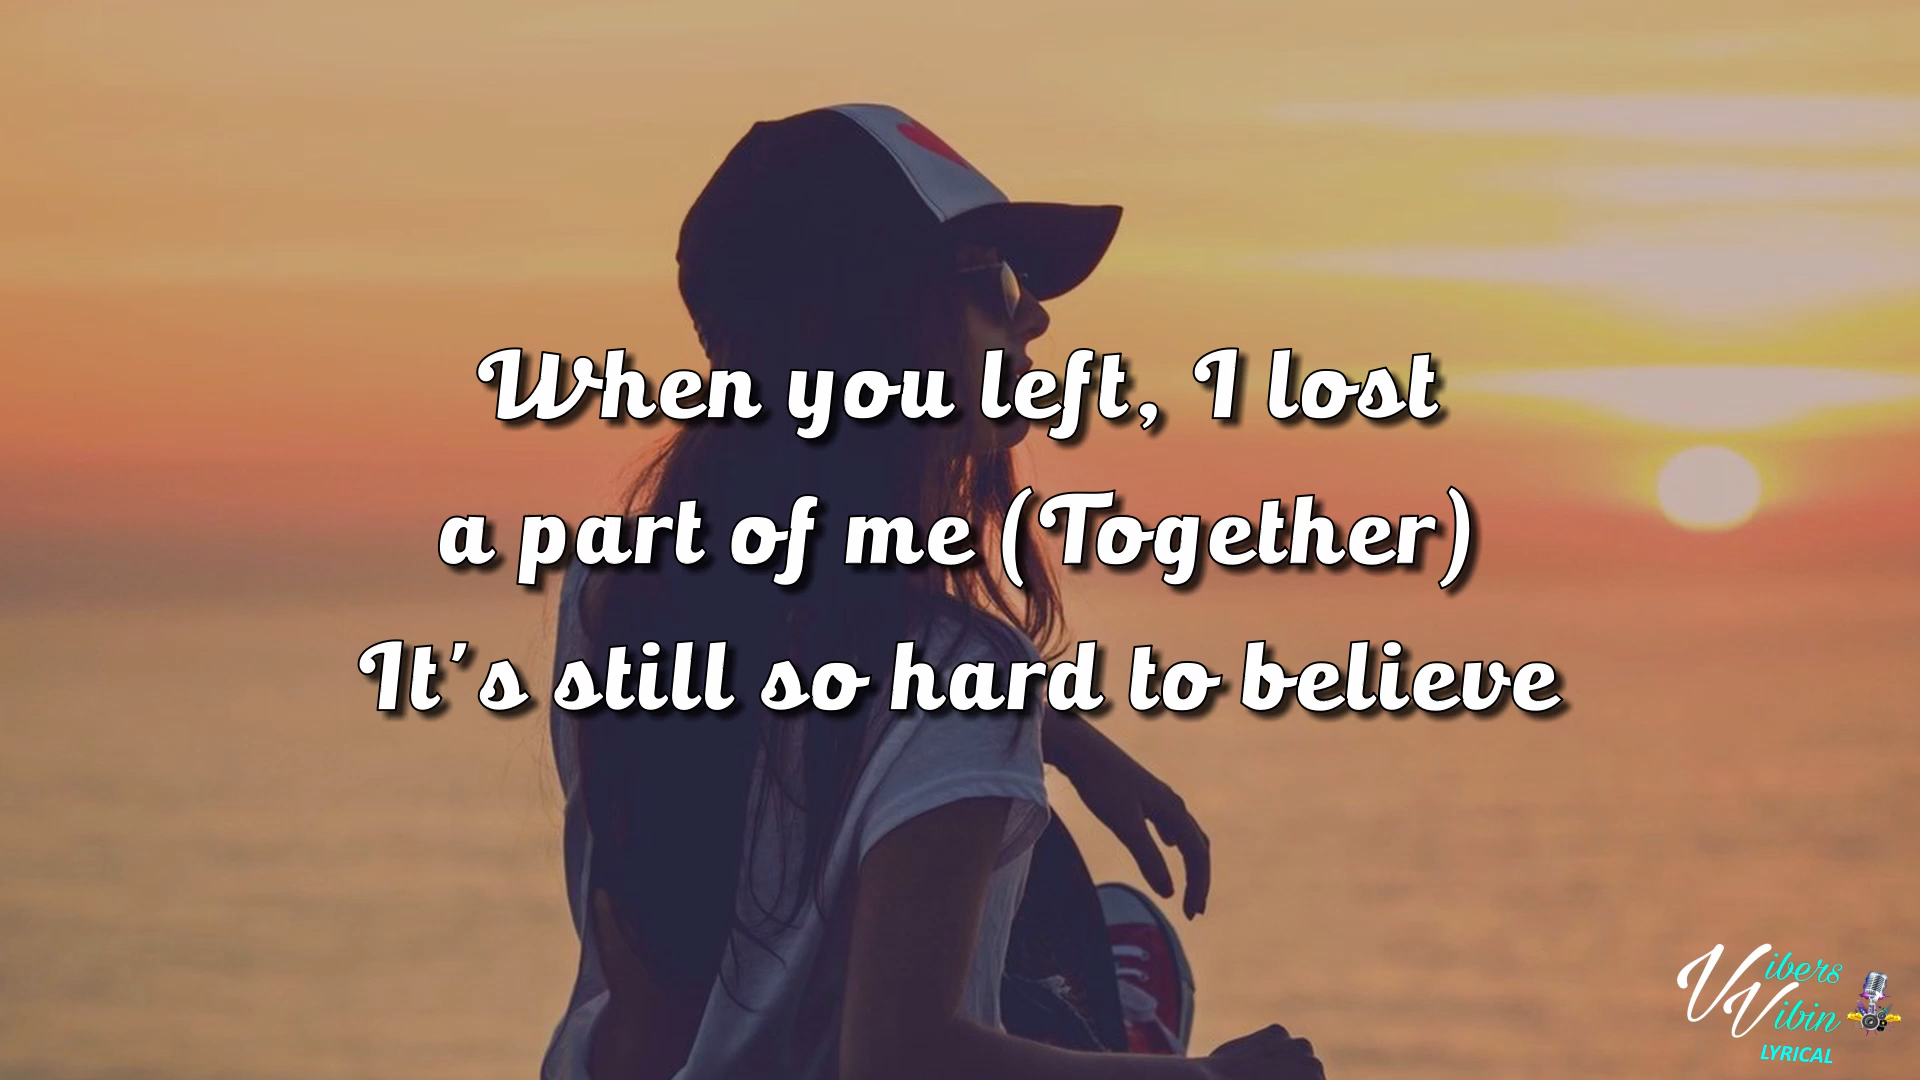 When you left, I lost
a part of me (Together)
It's still so hard to believe
Vibers
Vibin
LYRICAL